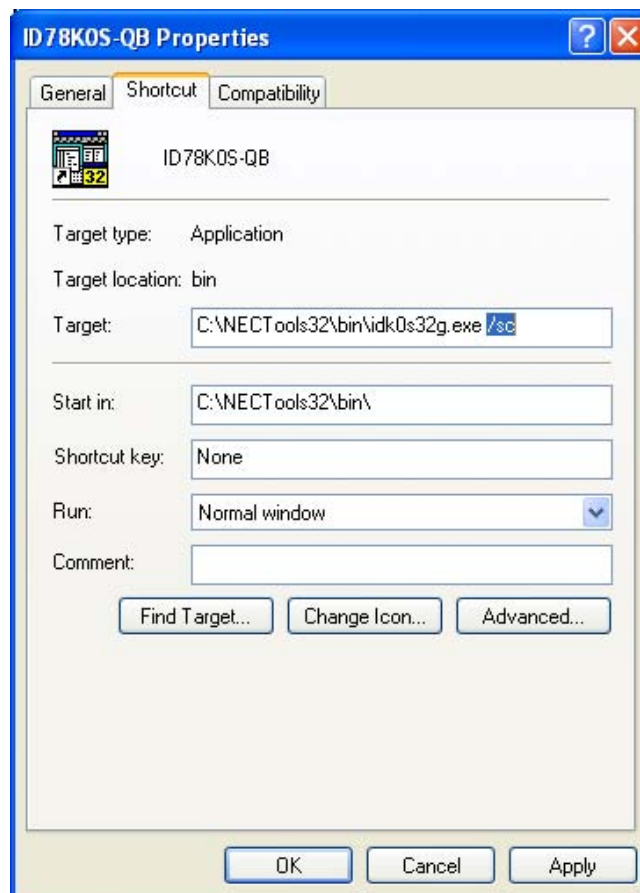 ID78K0S-QB Properties
General Shortcut Compatibility
32
ID78K0S-QB
Target type: Application
Target location: bin
Target: C:\NECTools32\bin\idk0s32g.exe /sc
Start in: C:\NECTools32\bin\
Shortcut key: None
Run: Normal window
Comment:
Find Target... Change Icon... Advanced...
OK Cancel Apply